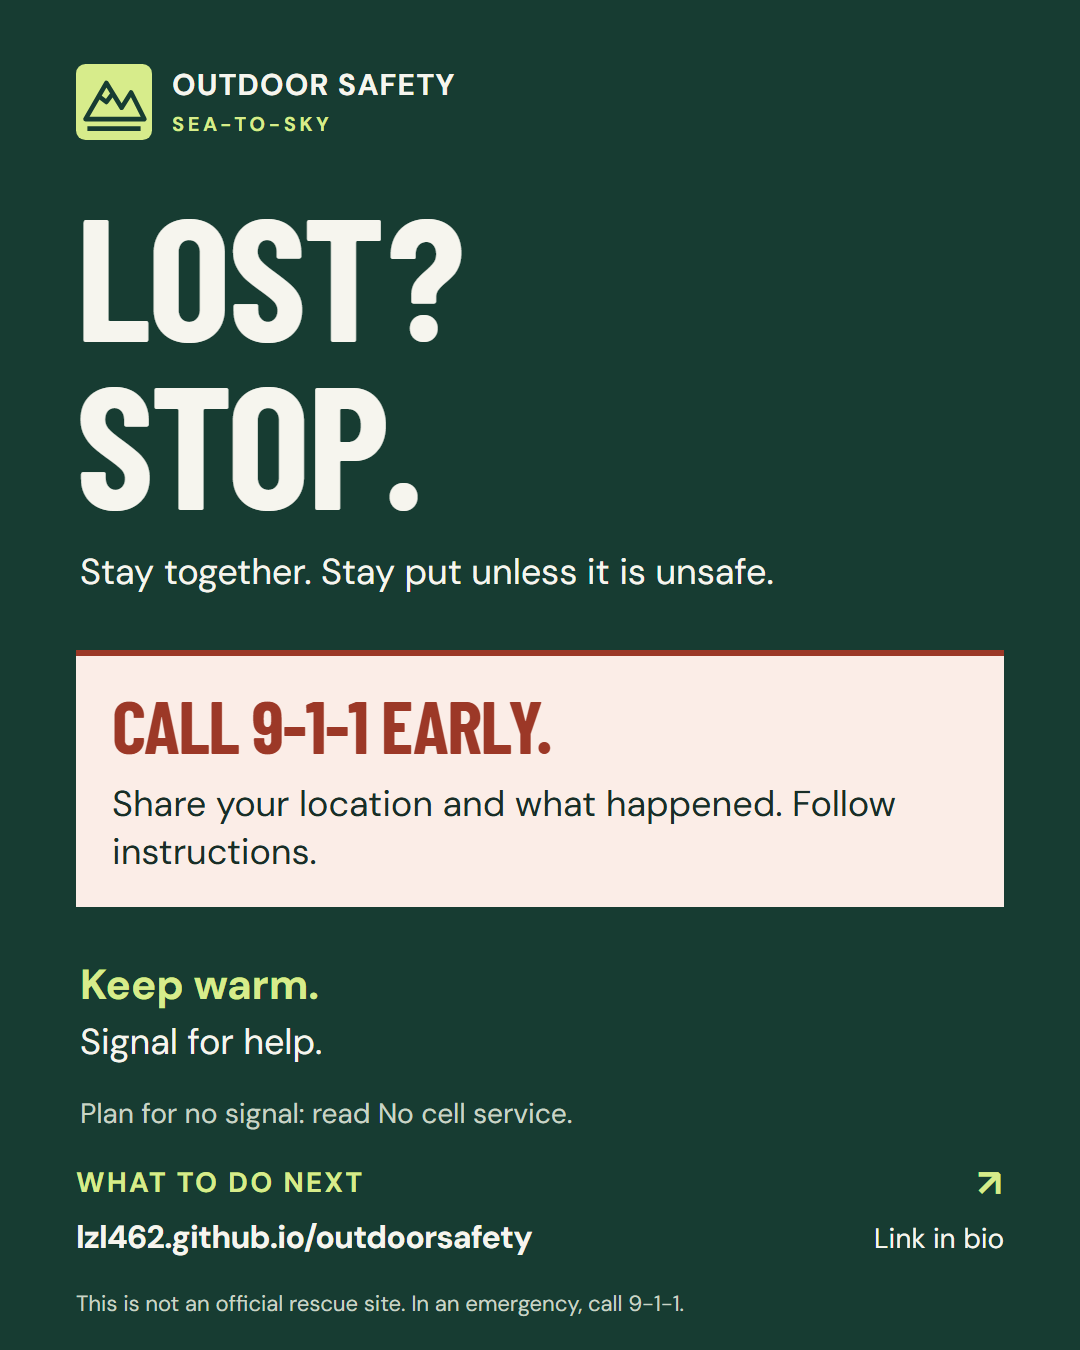 OUTDOOR SAFETY
SEA-TO-SKY
LOST?
STOP.
Stay together. Stay put unless it is unsafe.
CALL 9-1-1 EARLY.
Share your location and what happened. Follow
instructions.
Keep warm.
Signal for help.
Plan for no signal: read No cell service.
WHAT TO DO NEXT
lzl462.github.io/outdoorsafety
Link in bio
This is not an official rescue site. In an emergency, call 9-1-1.